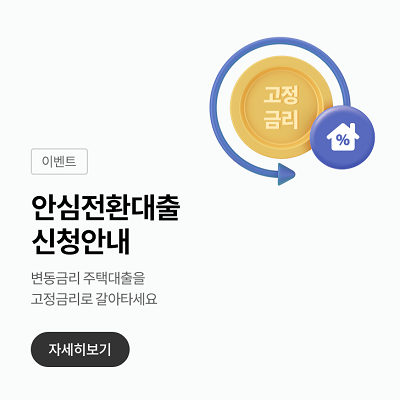 고정
금리
%
이벤트
안심전환대출
신청안내
변동금리 주택대출을
고정금리로 갈아타세요
자세히보기